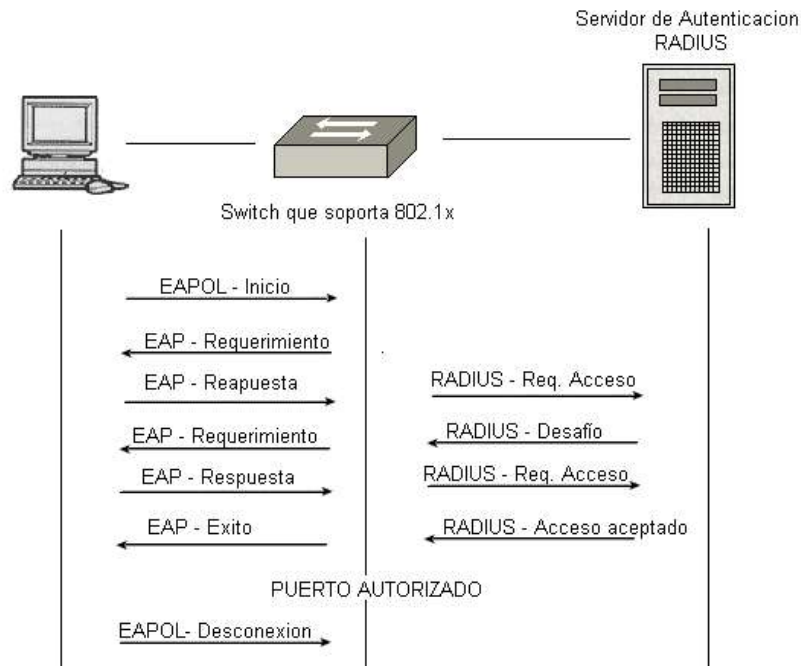 Servidor de Autenticacion
RADIUS
Switch que soporta 802.1x
EAPOL - Inicio
EAP - Requerimiento
EAP - Reapuesta
RADIUS - Req. Acceso
EAP - Requerimiento
RADIUS - Desafío
EAP - Respuesta
RADIUS - Req. Acceso
EAP - Exito
RADIUS - Acceso aceptado
PUERTO AUTORIZADO
EAPOL- Desconexion